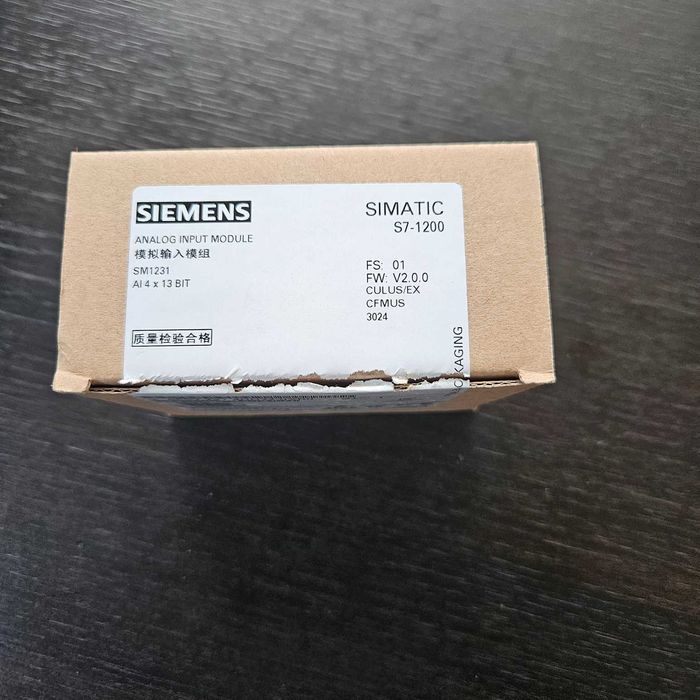 SIEMENS
ANALOG INPUT MODULE
模拟输入模组
SM1231
AI 4 x 13 BIT
质量检验合格
SIMATIC
S7-1200
FS: 01
FW: V2.0.0
CULUS/EX
CFMUS
3024